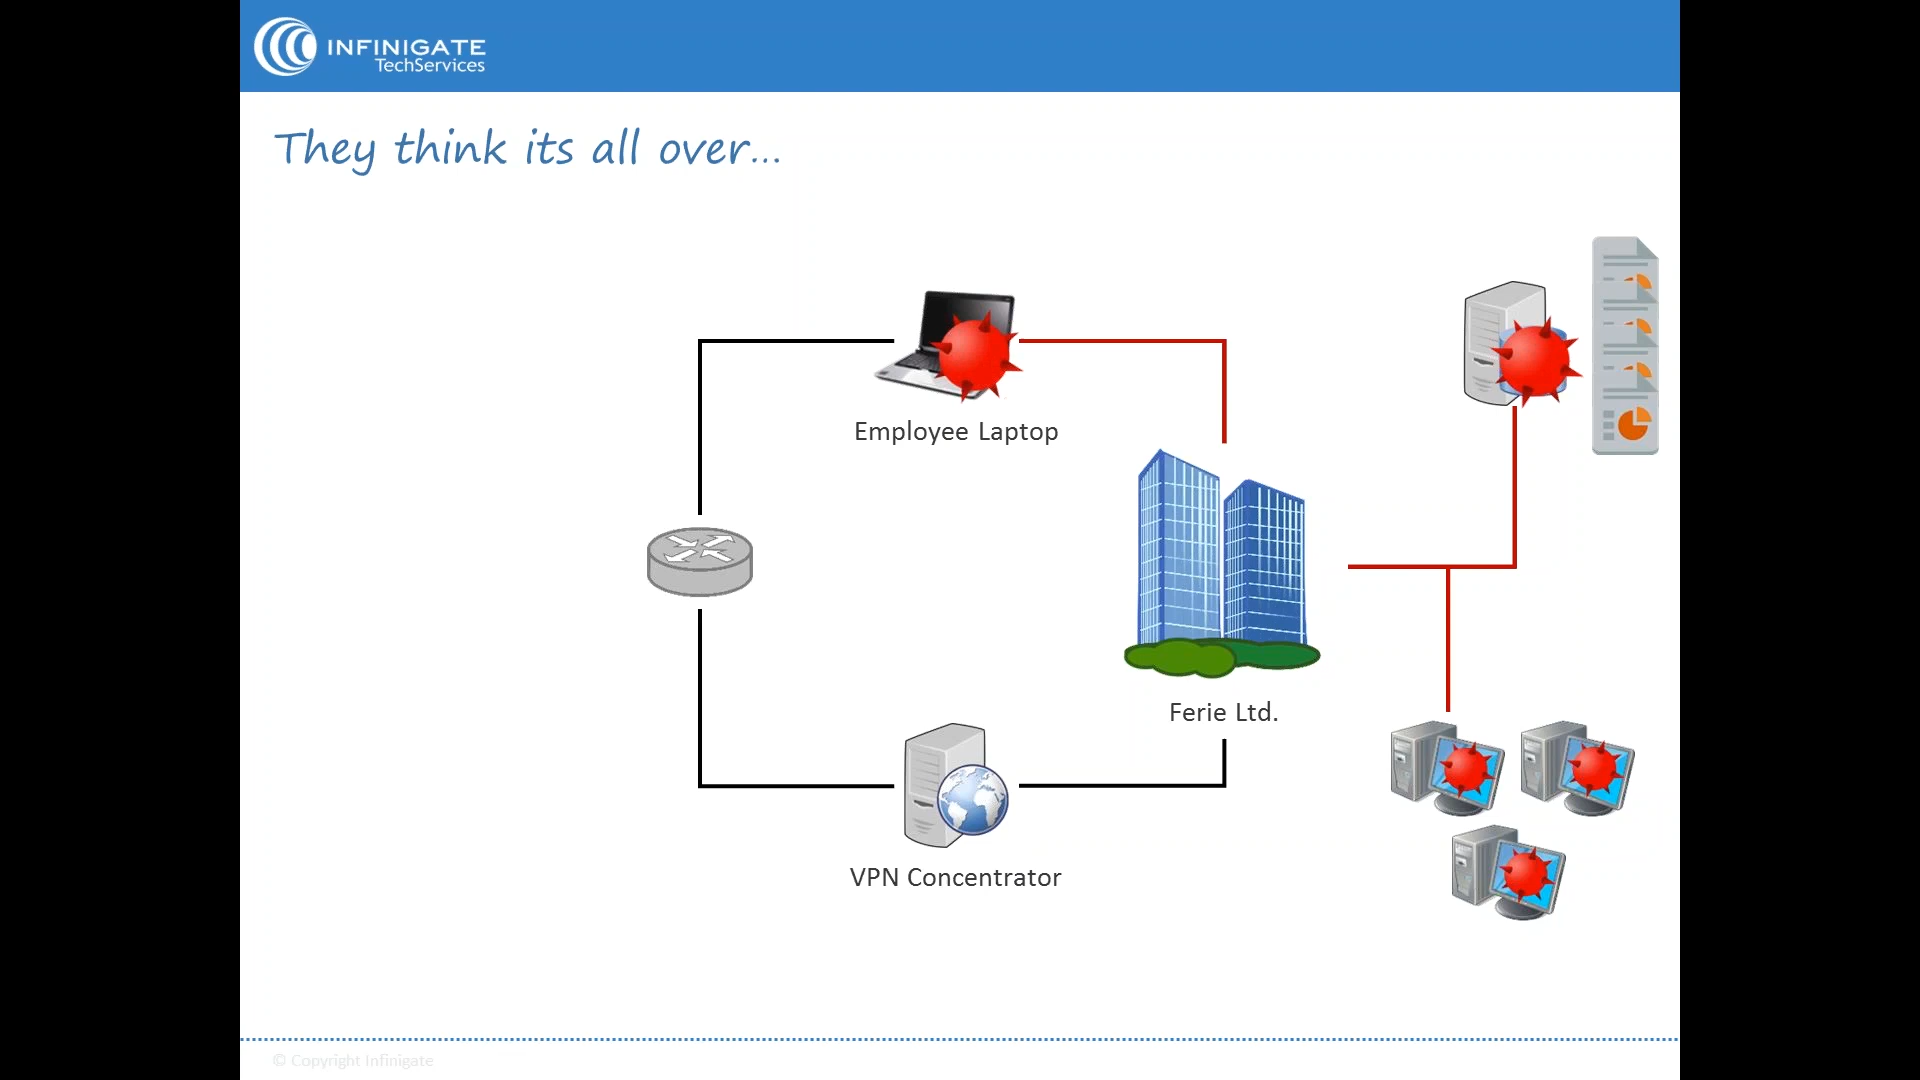 INFINIGATE
TechServices
They think its all over...
Employee Laptop
Ferie Ltd.
VPN Concentrator
© Copyright Infinigate